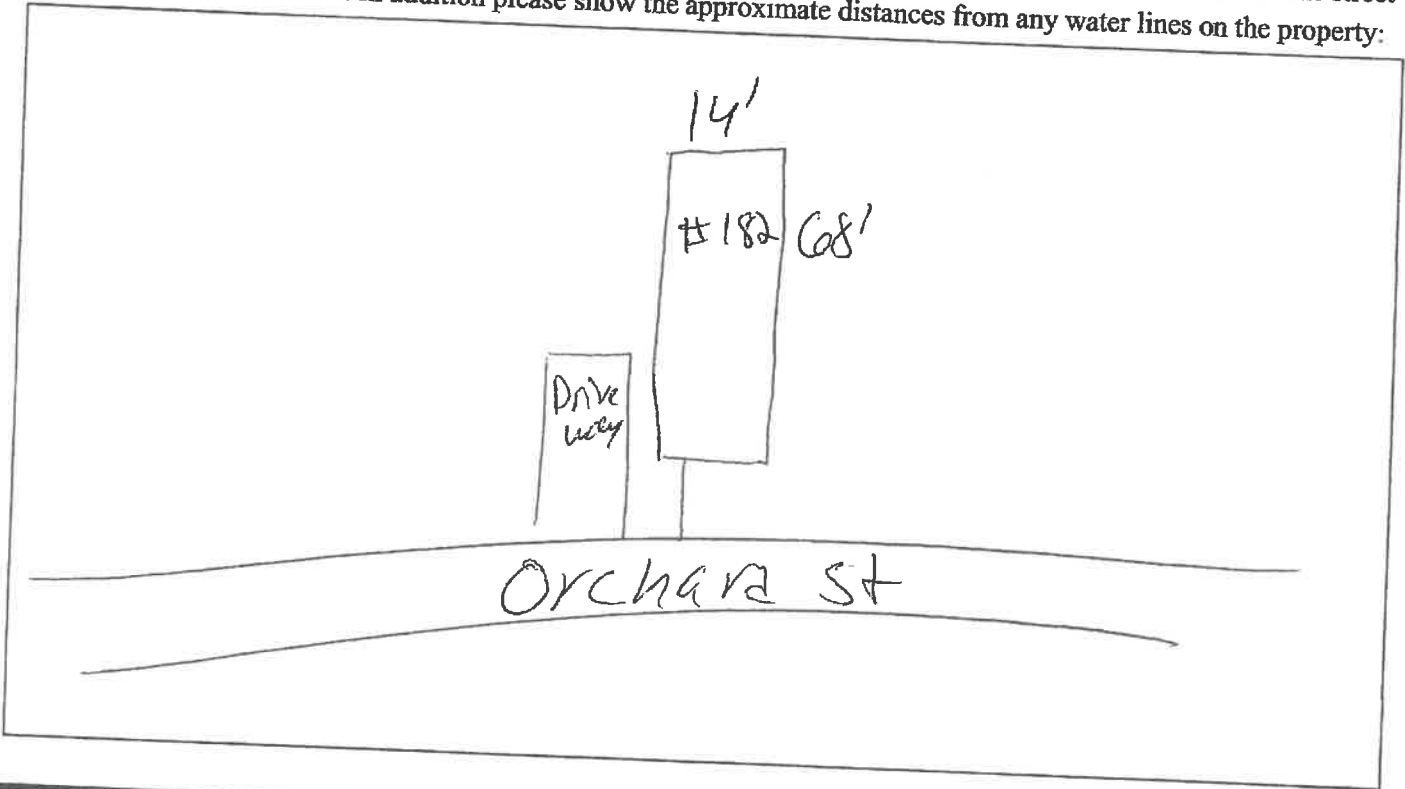 addition please show the approximate distances from any water lines on the property:
14'
#182 68'
Drive
way
Orchard St